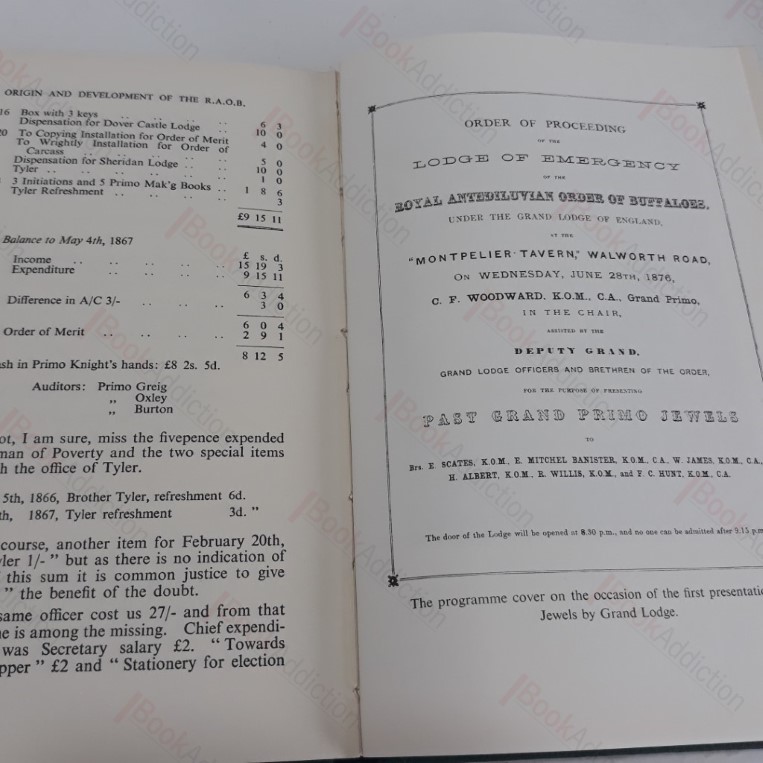 ORIGIN AND DEVELOPMENT OF THE R.A.O.B.
16 Box with 3 keys .. .. .. 6 3
Dispensation for Dover Castle Lodge .. 10 0
20 To Copying Installation for Order of Merit 4 0
To Wrightly Installation for Order of
Carcass .. .. .. .. 5 0
Dispensation for Sheridan Lodge .. .. 10 0
Tyler .. .. .. .. .. 1 0
3 Initiations and 5 Primo Mak'g Books .. 1 8 6
Tyler Refreshment .. .. .. 3
£9 15 11
Balance to May 4th, 1867
£ s. d.
Income .. .. .. .. 15 19 3
Expenditure .. .. .. .. 9 15 11
6 3 4
Difference in A/C 3/- .. .. .. 3 0
6 0 4
Order of Merit .. .. .. .. 2 9 1
8 12 5
ash in Primo Knight's hands: £8 2s. 5d.
Auditors: Primo Greig
,, Oxley
,, Burton
ot, I am sure, miss the fivepence expended
man of Poverty and the two special items
h the office of Tyler.
5th, 1866, Brother Tyler, refreshment 6d.
th, 1867, Tyler refreshment 3d. "
course, another item for February 20th,
yler 1/- " but as there is no indication of
this sum it is common justice to give
" the benefit of the doubt.
same officer cost us 27/- and from that
ne is among the missing. Chief expendi-
was Secretary salary £2. "Towards
pper" £2 and "Stationery for election
ORDER OF PROCEEDING
OF THE
LODGE OF EMERGENCY
OF THE
ROYAL ANTEDILUVIAN ORDER OF BUFFALOES,
UNDER THE GRAND LODGE OF ENGLAND,
AT THE
"MONTPELIER TAVERN," WALWORTH ROAD,
ON WEDNESDAY, JUNE 28TH, 1876,
C. F. WOODWARD, K.O.M., C.A., Grand Primo,
IN THE CHAIR,
ASSISTED BY THE
DEPUTY GRAND,
GRAND LODGE OFFICERS AND BRETHREN OF THE ORDER,
FOR THE PURPOSE OF PRESENTING
PAST GRAND PRIMO JEWELS
TO
Brs. E. SCATES, K.O.M., E. MITCHEL BANISTER, K.O.M., C.A., W. JAMES, K.O.M., C.A.,
H. ALBERT, K.O.M., R. WILLIS, K.O.M., and F. C. HUNT, K.O.M., C.A.
The door of the Lodge will be opened at 8.30 p.m., and no one can be admitted after 9.15 p.m
The programme cover on the occasion of the first presentatio
Jewels by Grand Lodge.
BookAddiction